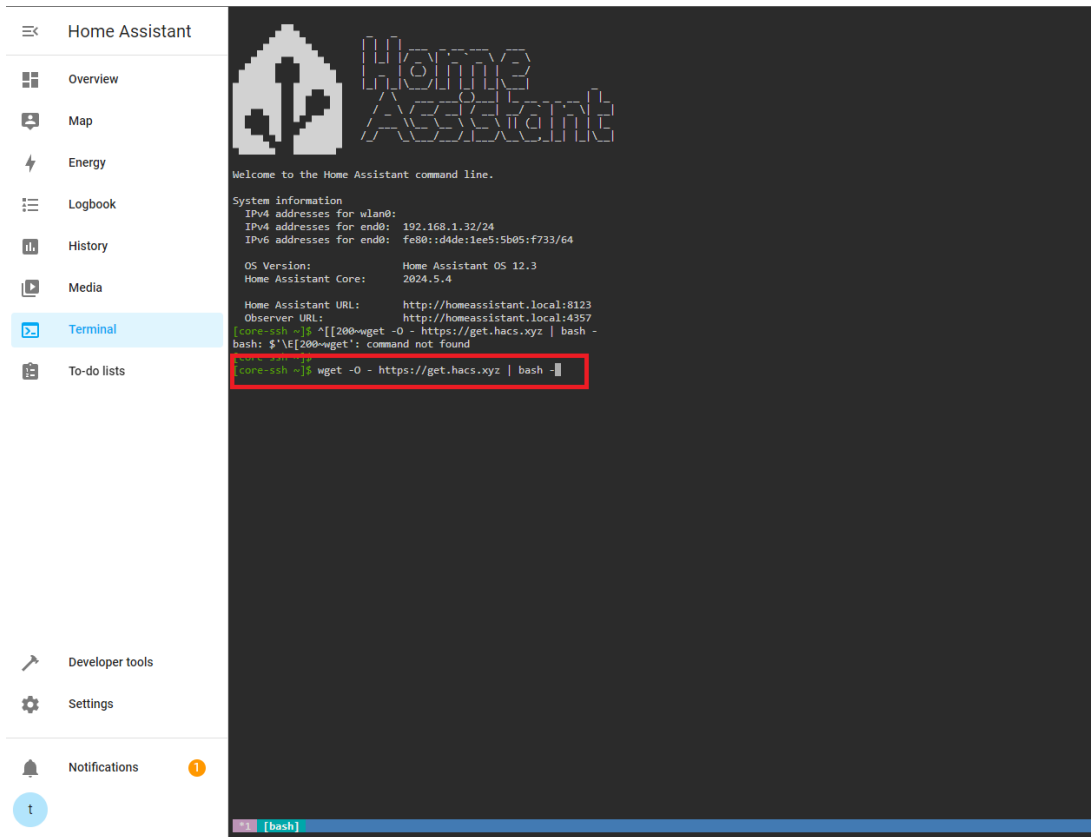 Home Assistant
Overview
Map
Energy
Logbook
History
Media
Terminal
To-do lists
Developer tools
Settings
Notifications
1
t
Home
Assistant
Welcome to the Home Assistant command line.
System information
IPv4 addresses for wlan0:
IPv4 addresses for end0: 192.168.1.32/24
IPv6 addresses for end0: fe80::d4de:1ee5:5b05:f733/64
OS Version: Home Assistant OS 12.3
Home Assistant Core: 2024.5.4
Home Assistant URL: http://homeassistant.local:8123
Observer URL: http://homeassistant.local:4357
[core-ssh ~]$ ^[[200~wget -O - https://get.hacs.xyz | bash -
bash: $'\E[200~wget': command not found
[core-ssh ~]$
[core-ssh ~]$ wget -O - https://get.hacs.xyz | bash -
*1 [bash]